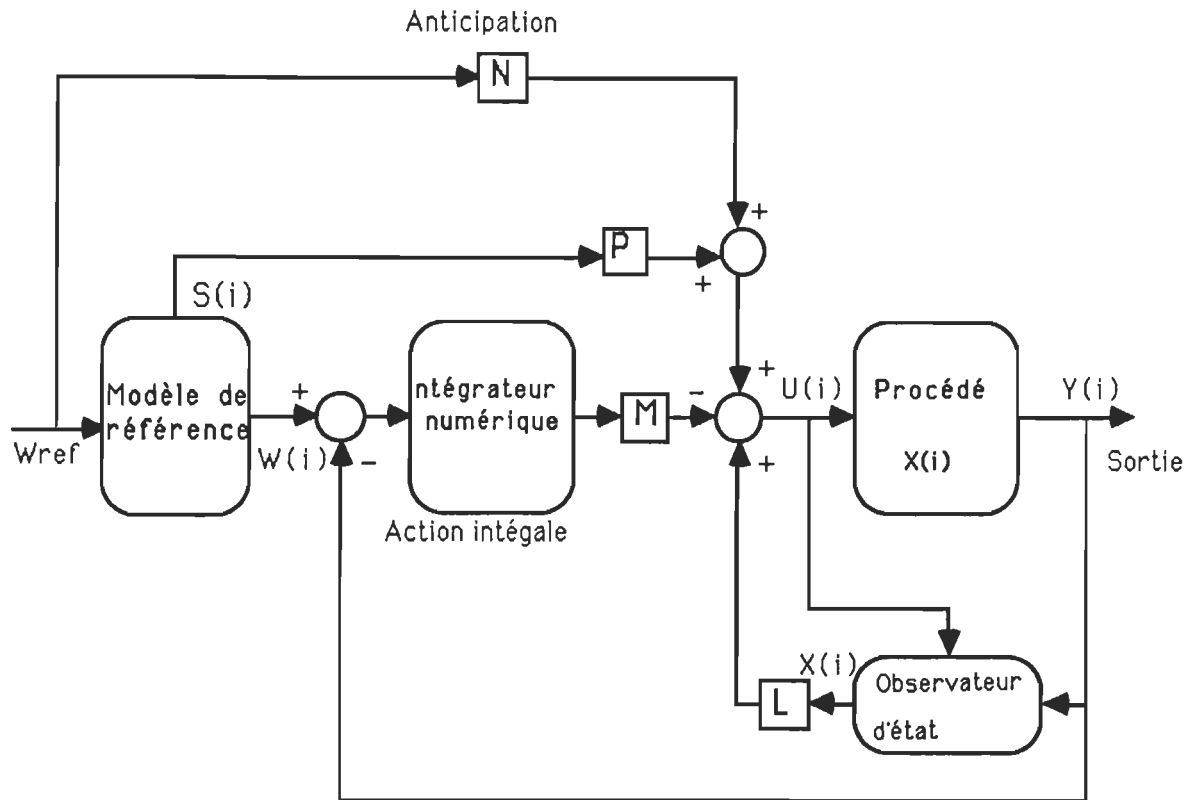 Anticipation
N
+
P
+
S(i)
Modèle de
référence
Wref
+
W(i)
-
ntégrateur
numérique
Action intégale
M
-
+
+
U(i)
Procédé
X(i)
Y(i)
Sortie
X(i)
L
Observateur
d'état